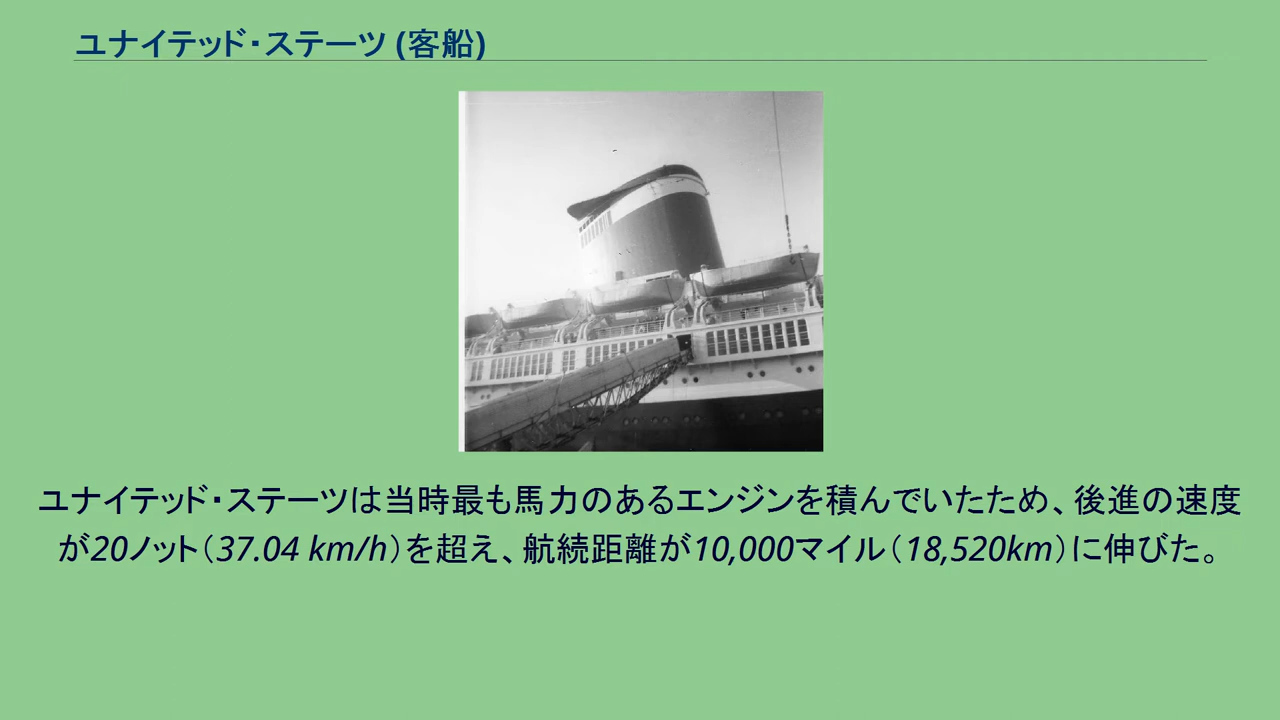 ユナイテッド・ステーツ (客船)
ユナイテッド・ステーツは当時最も馬力のあるエンジンを積んでいたため、後進の速度
が20ノット（37.04 km/h）を超え、航続距離が10,000マイル（18,520km）に伸びた。